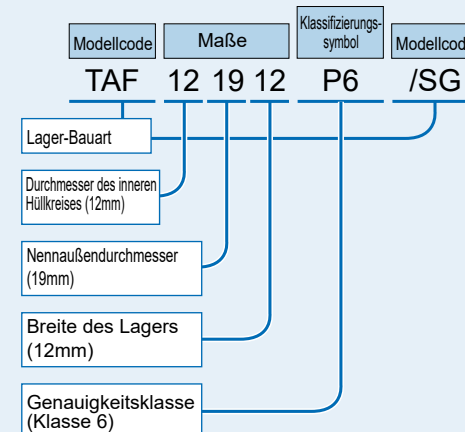 Modellcode Maße Klassifizierungs-
symbol Modellcod
TAF 12 19 12 P6 /SG
Lager-Bauart
Durchmesser des inneren
Hüllkreises (12mm)
Nennaußendurchmesser
(19mm)
Breite des Lagers
(12mm)
Genauigkeitsklasse
(Klasse 6)